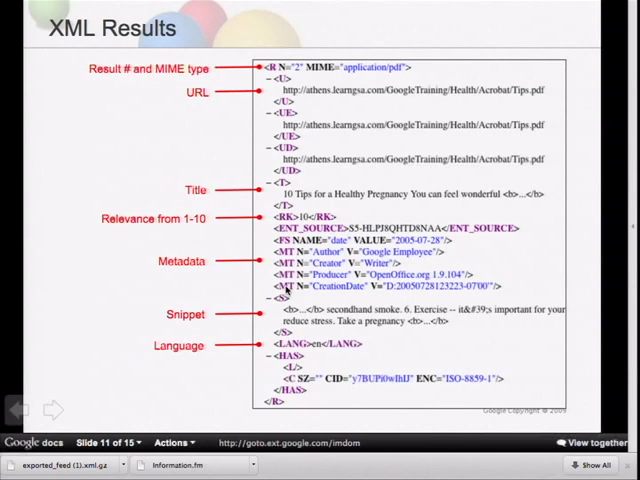 XML Results
Result # and MIME type
URL
Title
Relevance from 1-10
Metadata
Snippet
Language
<R N="2" MIME="application/pdf">
– <U>
http://athens.learngsa.com/GoogleTraining/Health/Acrobat/Tips.pdf
</U>
– <UE>
http://athens.learngsa.com/GoogleTraining/Health/Acrobat/Tips.pdf
</UE>
– <UD>
http://athens.learngsa.com/GoogleTraining/Health/Acrobat/Tips.pdf
</UD>
– <T>
10 Tips for a Healthy Pregnancy You can feel wonderful <b>...</b>
</T>
<RK>10</RK>
<ENT_SOURCE>S5-HLPJ8QHTD8NAA</ENT_SOURCE>
<FS NAME="date" VALUE="2005-07-28"/>
<MT N="Author" V="Google Employee"/>
<MT N="Creator" V="Writer"/>
<MT N="Producer" V="OpenOffice.org 1.9.104"/>
<MT N="CreationDate" V="D:20050728123223-07'00'"/>
– <S>
<b>...</b> secondhand smoke. 6. Exercise -- it&#39;s important for your
reduce stress. Take a pregnancy <b>...</b>
</S>
<LANG>en</LANG>
– <HAS>
<L/>
<C SZ="" CID="y7BUPi0wIhIJ" ENC="ISO-8859-1"/>
</HAS>
</R>
Google Copyright © 2009
Google docs Slide 11 of 15 Actions http://goto.ext.google.com/imdom View together
exported_feed (1).xml.gz Information.fm Show All